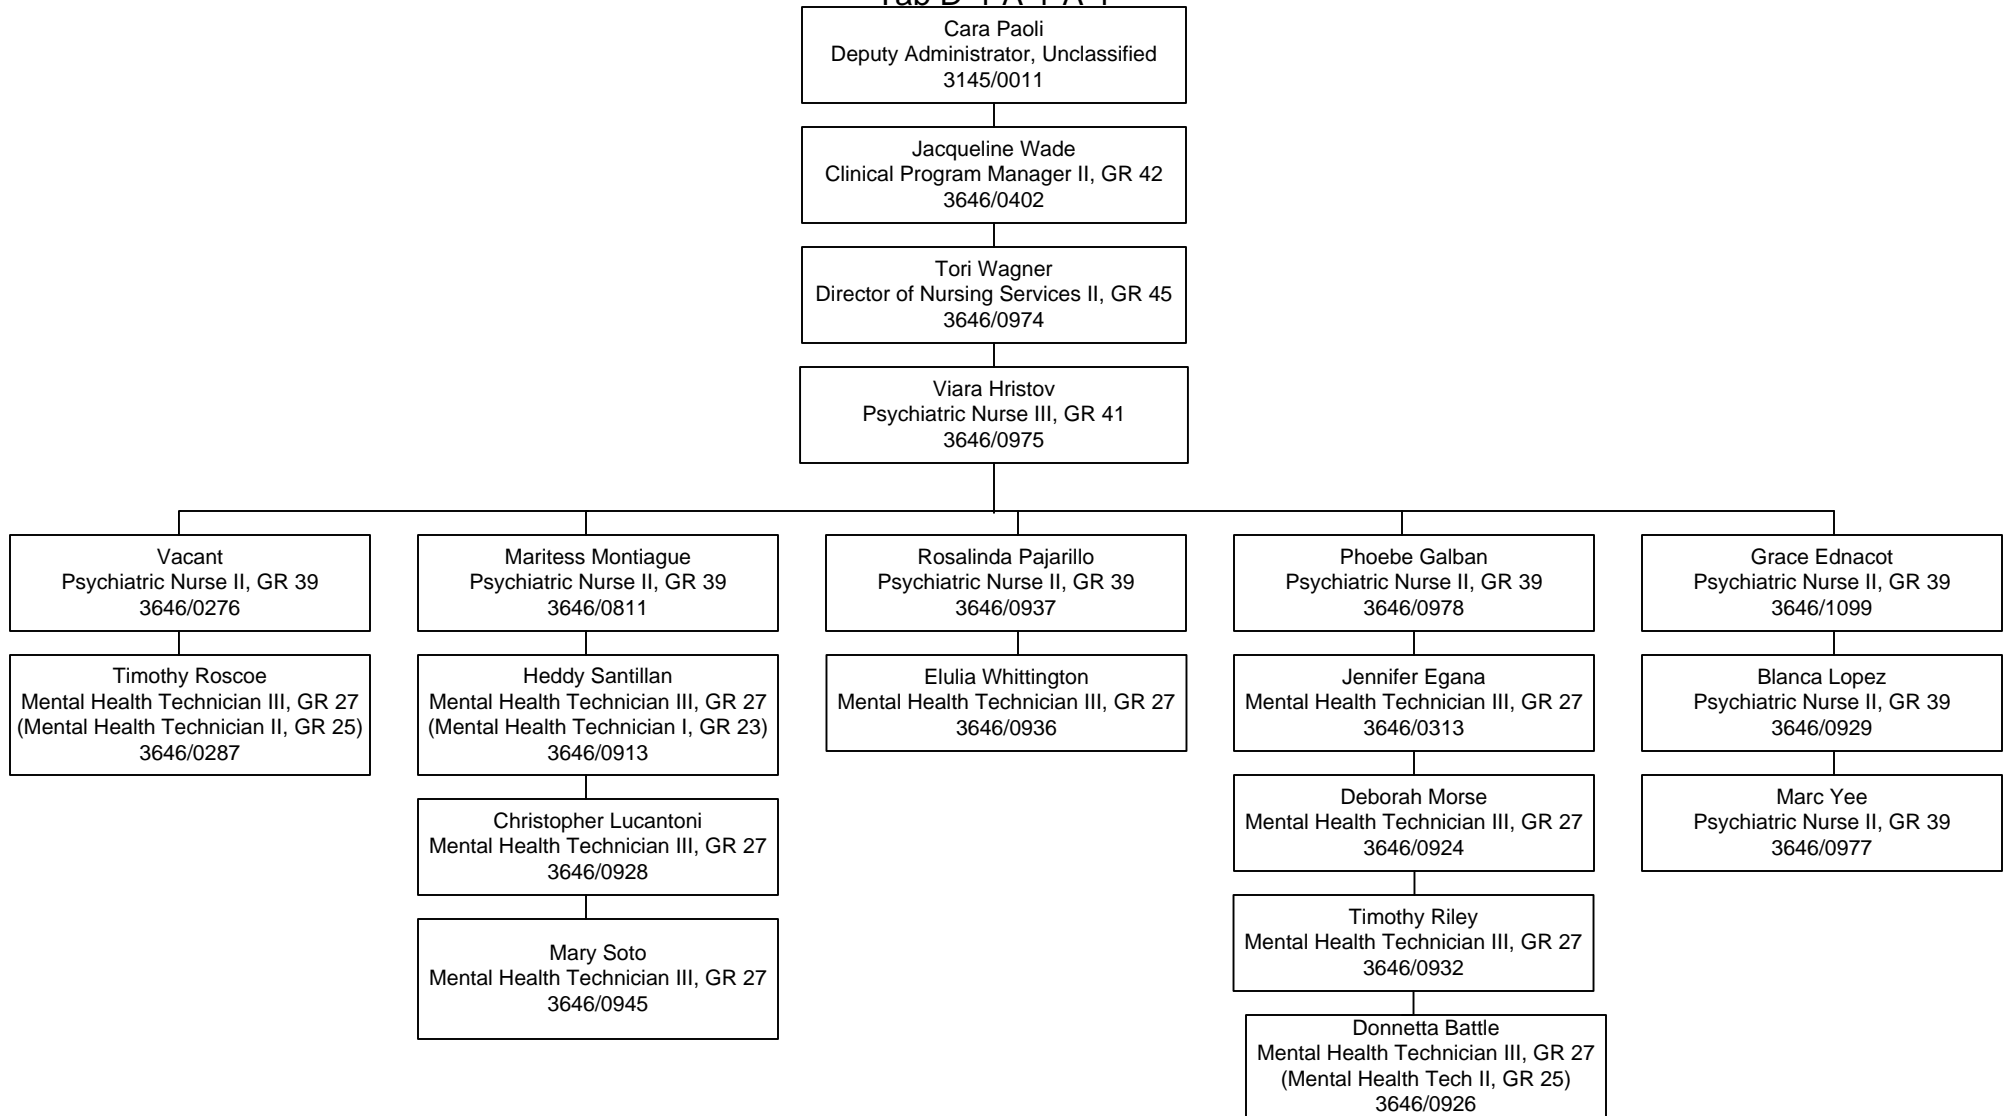 Tab D-1-A-1-A-1
Cara Paoli
Deputy Administrator, Unclassified
3145/0011
Jacqueline Wade
Clinical Program Manager II, GR 42
3646/0402
Tori Wagner
Director of Nursing Services II, GR 45
3646/0974
Viara Hristov
Psychiatric Nurse III, GR 41
3646/0975
Vacant
Psychiatric Nurse II, GR 39
3646/0276
Timothy Roscoe
Mental Health Technician III, GR 27
(Mental Health Technician II, GR 25)
3646/0287
Maritess Montiague
Psychiatric Nurse II, GR 39
3646/0811
Heddy Santillan
Mental Health Technician III, GR 27
(Mental Health Technician I, GR 23)
3646/0913
Christopher Lucantoni
Mental Health Technician III, GR 27
3646/0928
Mary Soto
Mental Health Technician III, GR 27
3646/0945
Rosalinda Pajarillo
Psychiatric Nurse II, GR 39
3646/0937
Elulia Whittington
Mental Health Technician III, GR 27
3646/0936
Phoebe Galban
Psychiatric Nurse II, GR 39
3646/0978
Jennifer Egana
Mental Health Technician III, GR 27
3646/0313
Deborah Morse
Mental Health Technician III, GR 27
3646/0924
Timothy Riley
Mental Health Technician III, GR 27
3646/0932
Donnetta Battle
Mental Health Technician III, GR 27
(Mental Health Tech II, GR 25)
3646/0926
Grace Ednacot
Psychiatric Nurse II, GR 39
3646/1099
Blanca Lopez
Psychiatric Nurse II, GR 39
3646/0929
Marc Yee
Psychiatric Nurse II, GR 39
3646/0977